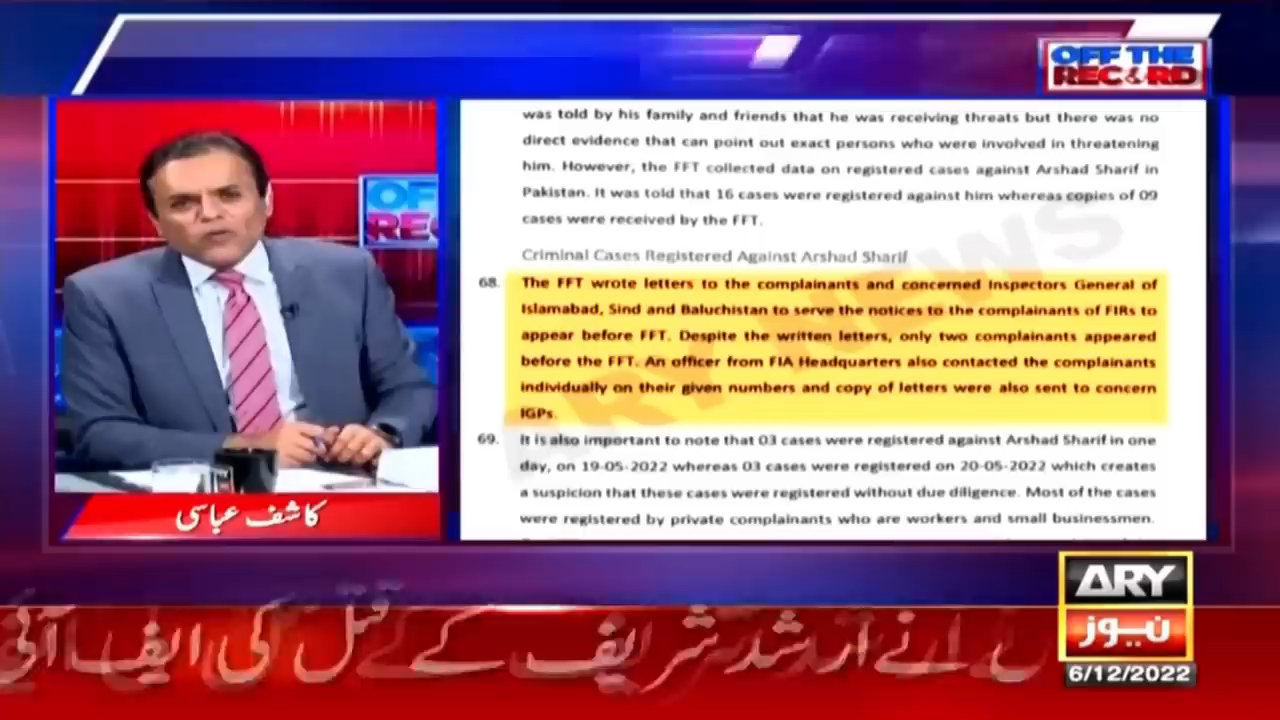 OFF THE
RECORD
was told by his family and friends that he was receiving threats but there was no
direct evidence that can point out exact persons who were involved in threatening
him. However, the FFT collected data on registered cases against Arshad Sharif in
Pakistan. It was told that 16 cases were registered against him whereas copies of 09
cases were received by the FFT.
Criminal Cases Registered Against Arshad Sharif
68. The FFT wrote letters to the complainants and concerned Inspectors General of
Islamabad, Sind and Baluchistan to serve the notices to the complainants of FIRs to
appear before FFT. Despite the written letters, only two complainants appeared
before the FFT. An officer from FIA Headquarters also contacted the complainants
individually on their given numbers and copy of letters were also sent to concern
IGPs.
69. It is also important to note that 03 cases were registered against Arshad Sharif in one
day, on 19-05-2022 whereas 03 cases were registered on 20-05-2022 which creates
a suspicion that these cases were registered without due diligence. Most of the cases
were registered by private complainants who are workers and small businessmen.
ARY NEWS
OFF
REC
کاشف عباسی
ارشد شریف کے قتل کی ایف آئی
ARY
نیوز
6/12/2022